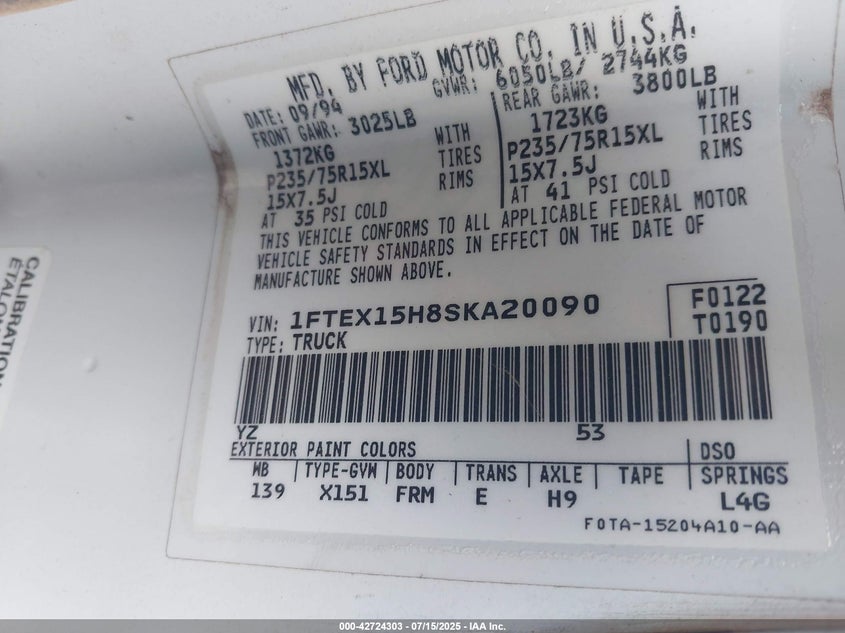 MFD. BY FORD MOTOR CO. IN U.S.A.
DATE: 09/94 GVWR: 6050LB/ 2744KG
FRONT GAWR: 3025LB REAR GAWR: 3800LB
1372KG WITH 1723KG WITH
P235/75R15XL TIRES P235/75R15XL TIRES
15X7.5J RIMS 15X7.5J RIMS
AT 35 PSI COLD AT 41 PSI COLD
THIS VEHICLE CONFORMS TO ALL APPLICABLE FEDERAL MOTOR
VEHICLE SAFETY STANDARDS IN EFFECT ON THE DATE OF
MANUFACTURE SHOWN ABOVE.
VIN: 1FTEX15H8SKA20090 F0122
TYPE: TRUCK T0190
YZ 53
EXTERIOR PAINT COLORS DSO
WB TYPE-GVW BODY TRANS AXLE TAPE SPRINGS
139 X151 FRM E H9 L4G
F0TA-15204A10-AA
CALIBRATION
000-42724303 - 07/15/2025 - IAA Inc.